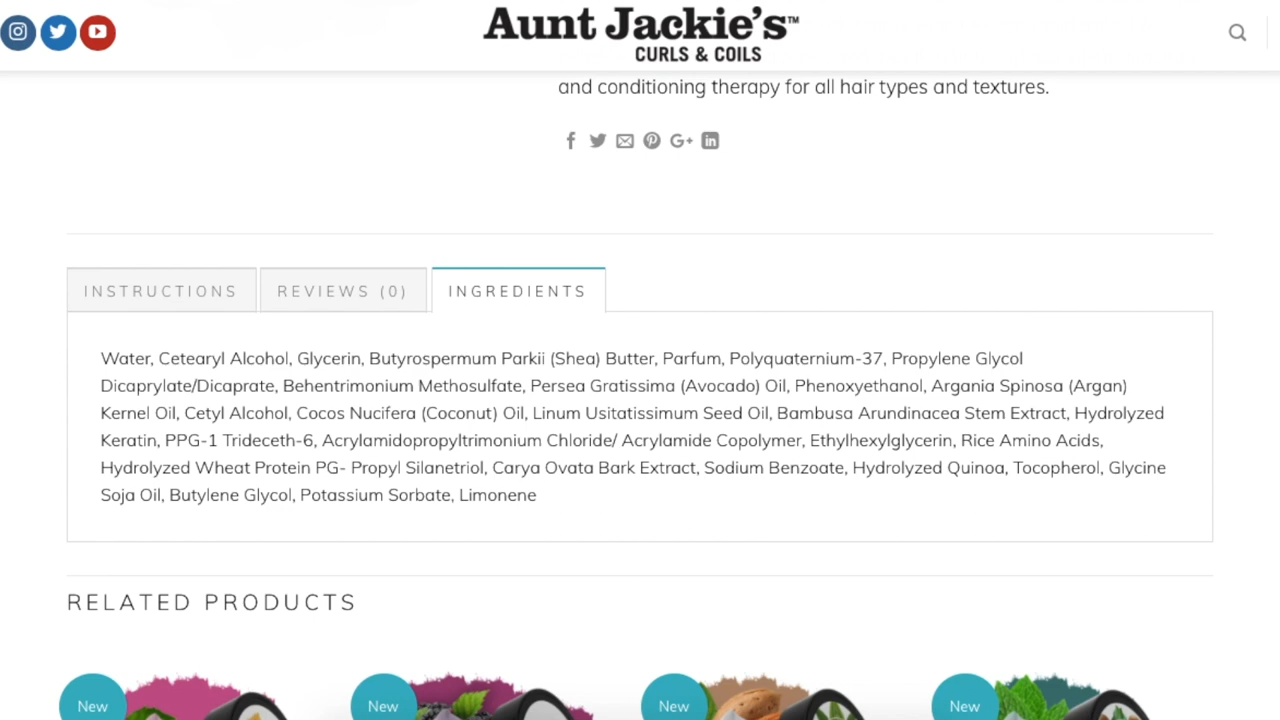 Aunt Jackie's™
CURLS & COILS
and conditioning therapy for all hair types and textures.
INSTRUCTIONS
REVIEWS (0)
INGREDIENTS
Water, Cetearyl Alcohol, Glycerin, Butyrospermum Parkii (Shea) Butter, Parfum, Polyquaternium-37, Propylene Glycol
Dicaprylate/Dicaprate, Behentrimonium Methosulfate, Persea Gratissima (Avocado) Oil, Phenoxyethanol, Argania Spinosa (Argan)
Kernel Oil, Cetyl Alcohol, Cocos Nucifera (Coconut) Oil, Linum Usitatissimum Seed Oil, Bambusa Arundinacea Stem Extract, Hydrolyzed
Keratin, PPG-1 Trideceth-6, Acrylamidopropyltrimonium Chloride/ Acrylamide Copolymer, Ethylhexylglycerin, Rice Amino Acids,
Hydrolyzed Wheat Protein PG- Propyl Silanetriol, Carya Ovata Bark Extract, Sodium Benzoate, Hydrolyzed Quinoa, Tocopherol, Glycine
Soja Oil, Butylene Glycol, Potassium Sorbate, Limonene
RELATED PRODUCTS
New
New
New
New